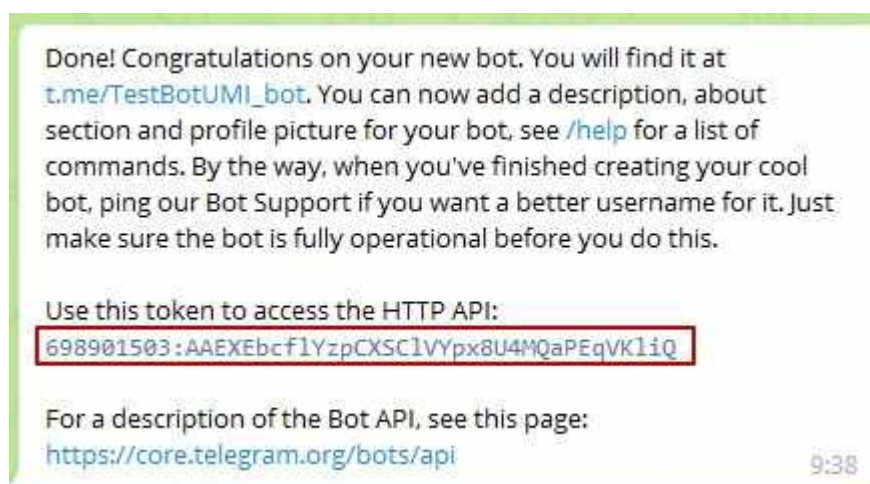 Done! Congratulations on your new bot. You will find it at
t.me/TestBotUMI_bot. You can now add a description, about
section and profile picture for your bot, see /help for a list of
commands. By the way, when you've finished creating your cool
bot, ping our Bot Support if you want a better username for it. Just
make sure the bot is fully operational before you do this.
Use this token to access the HTTP API:
698901503:AAEXEbcflYzpCXSClVYpx8U4MQaPEqVKliQ
For a description of the Bot API, see this page:
https://core.telegram.org/bots/api
9:38